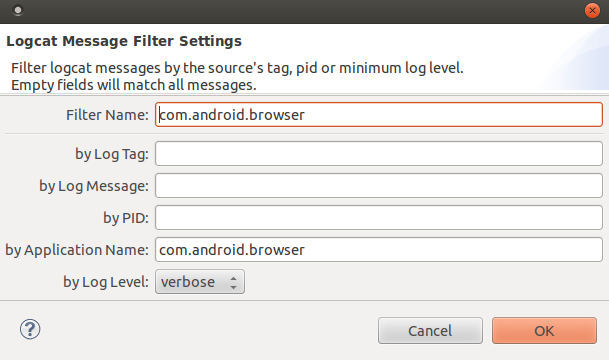 Logcat Message Filter Settings
Filter logcat messages by the source's tag, pid or minimum log level.
Empty fields will match all messages.
Filter Name: com.android.browser
by Log Tag:
by Log Message:
by PID:
by Application Name: com.android.browser
by Log Level: verbose
? Cancel OK